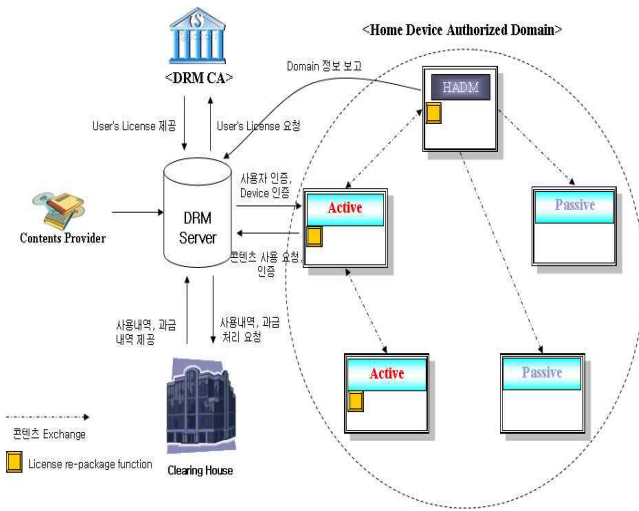 <Home Device Authorized Domain>
<DRM CA>
Domain 정보 보고
HADM
User's License 제공
User's License 요청
사용자 인증,
Device 인증
Active
Passive
DRM
Server
Contents Provider
콘텐츠 사용 요청,
인증
사용내역, 과금
내역 제공
사용내역, 과금
처리 요청
Active
Passive
콘텐츠 Exchange
License re-package function
Clearing House